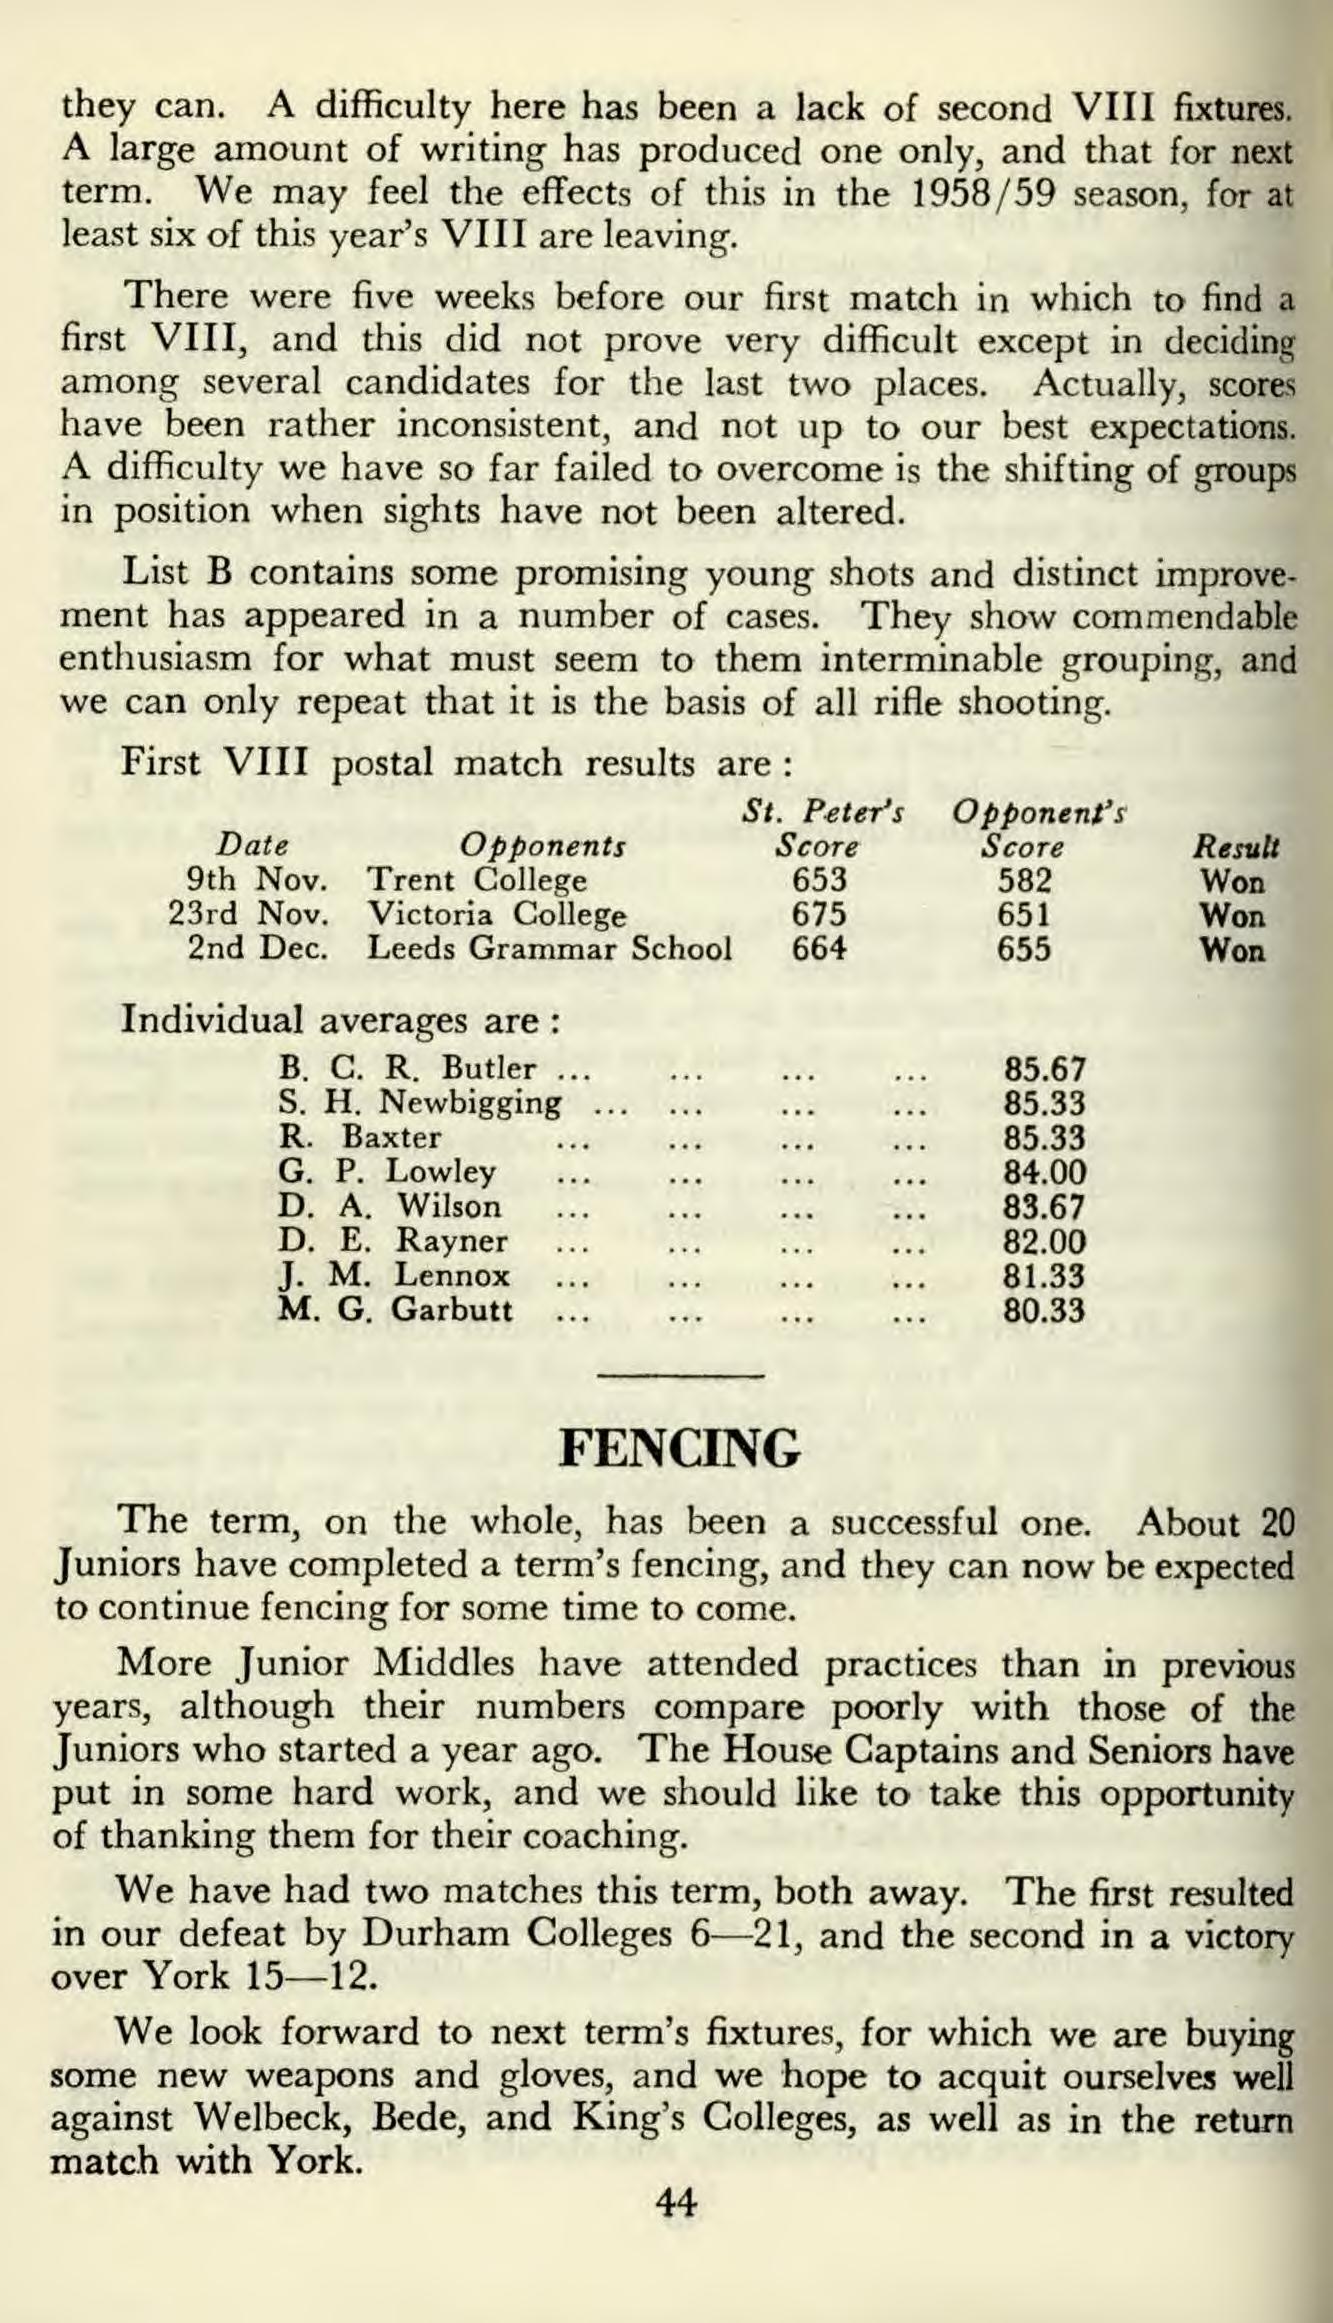 they can. A difficulty here has been a lack of second VIII fixtures.
A large amount of writing has produced one only, and that for next
term. We may feel the effects of this in the 1958/59 season, for at
least six of this year's VIII are leaving.
There were five weeks before our first match in which to find a
first VIII, and this did not prove very difficult except in deciding
among several candidates for the last two places. Actually, scores
have been rather inconsistent, and not up to our best expectations.
A difficulty we have so far failed to overcome is the shifting of groups
in position when sights have not been altered.
List B contains some promising young shots and distinct improve-
ment has appeared in a number of cases. They show commendable
enthusiasm for what must seem to them interminable grouping, and
we can only repeat that it is the basis of all rifle shooting.
First VIII postal match results are :
St. Peter's Opponent's
Date Opponents Score Score Result
9th Nov. Trent College 653 582 Won
23rd Nov. Victoria College 675 651 Won
2nd Dec. Leeds Grammar School 664 655 Won
Individual averages are :
B. C. R. Butler ... ... ... ... 85.67
S. H. Newbigging ... ... ... ... 85.33
R. Baxter ... ... ... ... 85.33
G. P. Lowley ... ... ... ... 84.00
D. A. Wilson ... ... ... ... 83.67
D. E. Rayner ... ... ... ... 82.00
J. M. Lennox ... ... ... ... 81.33
M. G. Garbutt ... ... ... ... 80.33
FENCING
The term, on the whole, has been a successful one. About 20
Juniors have completed a term's fencing, and they can now be expected
to continue fencing for some time to come.
More Junior Middles have attended practices than in previous
years, although their numbers compare poorly with those of the
Juniors who started a year ago. The House Captains and Seniors have
put in some hard work, and we should like to take this opportunity
of thanking them for their coaching.
We have had two matches this term, both away. The first resulted
in our defeat by Durham Colleges 6—21, and the second in a victory
over York 15—12.
We look forward to next term's fixtures, for which we are buying
some new weapons and gloves, and we hope to acquit ourselves well
against Welbeck, Bede, and King's Colleges, as well as in the return
match with York.
44